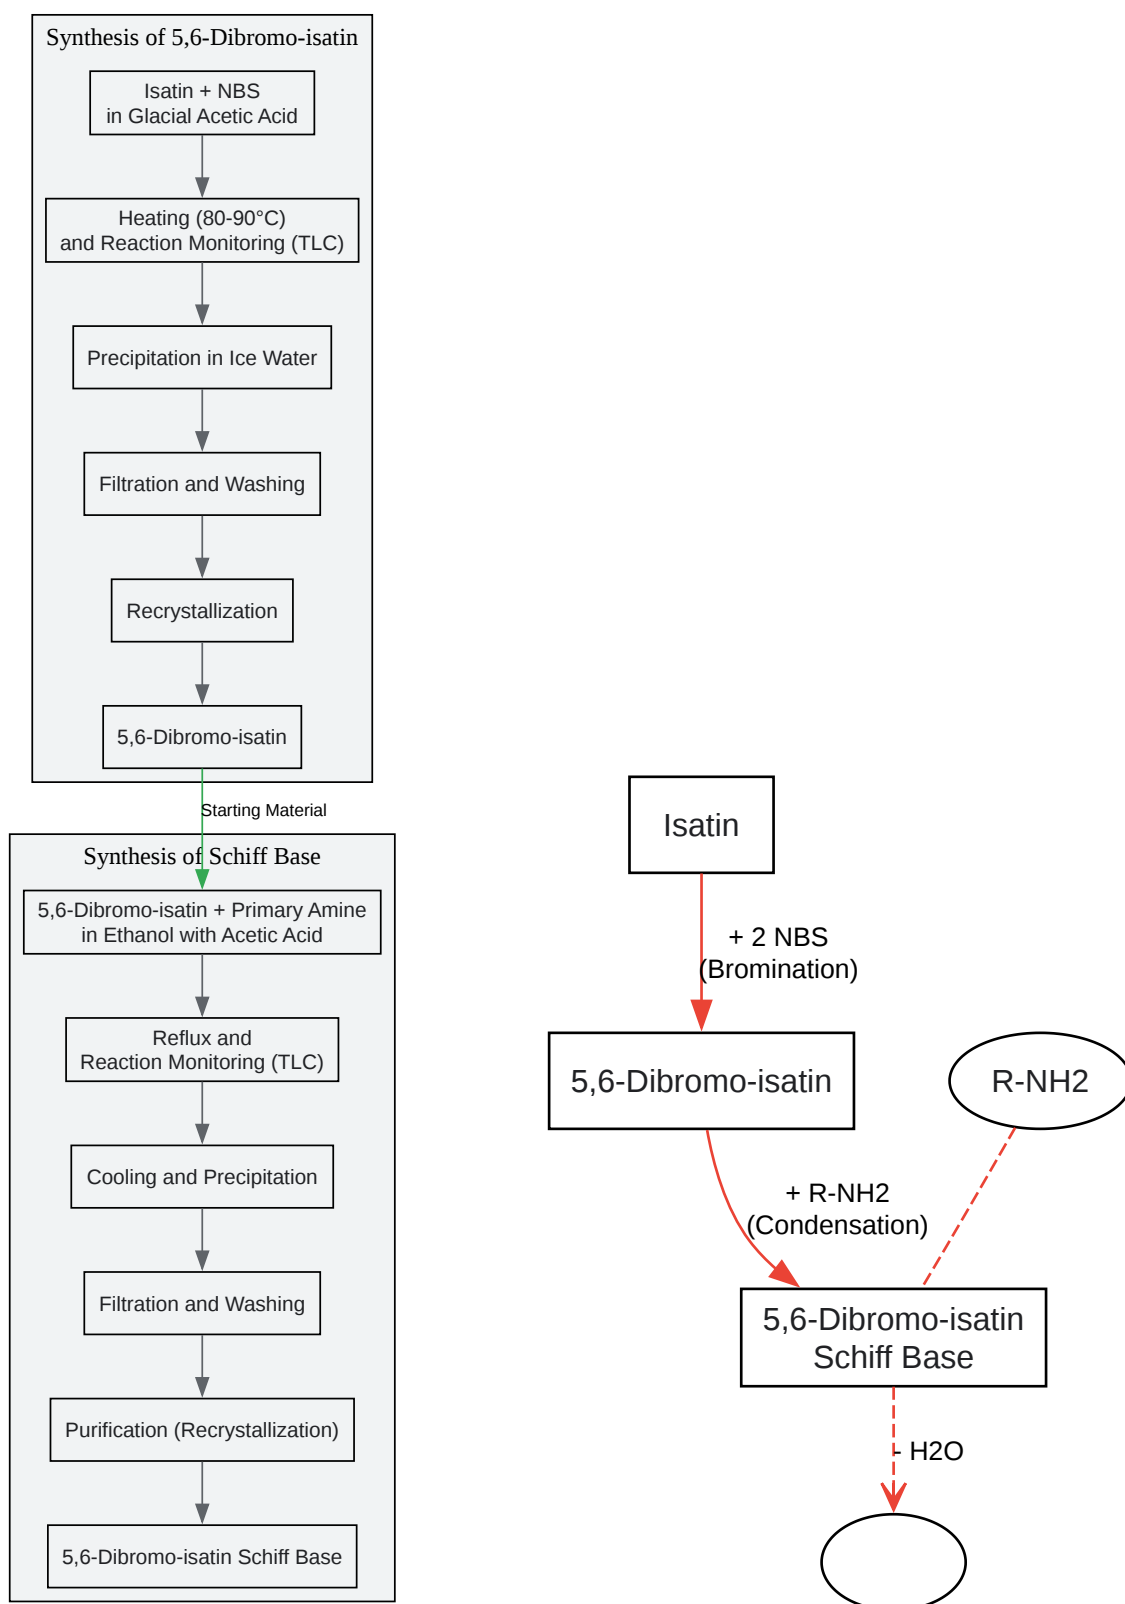 Synthesis of 5,6-Dibromo-isatin
Isatin + NBS
in Glacial Acetic Acid
Heating (80-90°C)
and Reaction Monitoring (TLC)
Precipitation in Ice Water
Filtration and Washing
Recrystallization
5,6-Dibromo-isatin
Starting Material
Synthesis of Schiff Base
5,6-Dibromo-isatin + Primary Amine
in Ethanol with Acetic Acid
Reflux and
Reaction Monitoring (TLC)
Cooling and Precipitation
Filtration and Washing
Purification (Recrystallization)
5,6-Dibromo-isatin Schiff Base
Isatin
+ 2 NBS
(Bromination)
5,6-Dibromo-isatin
R-NH2
+ R-NH2
(Condensation)
5,6-Dibromo-isatin
Schiff Base
- H2O